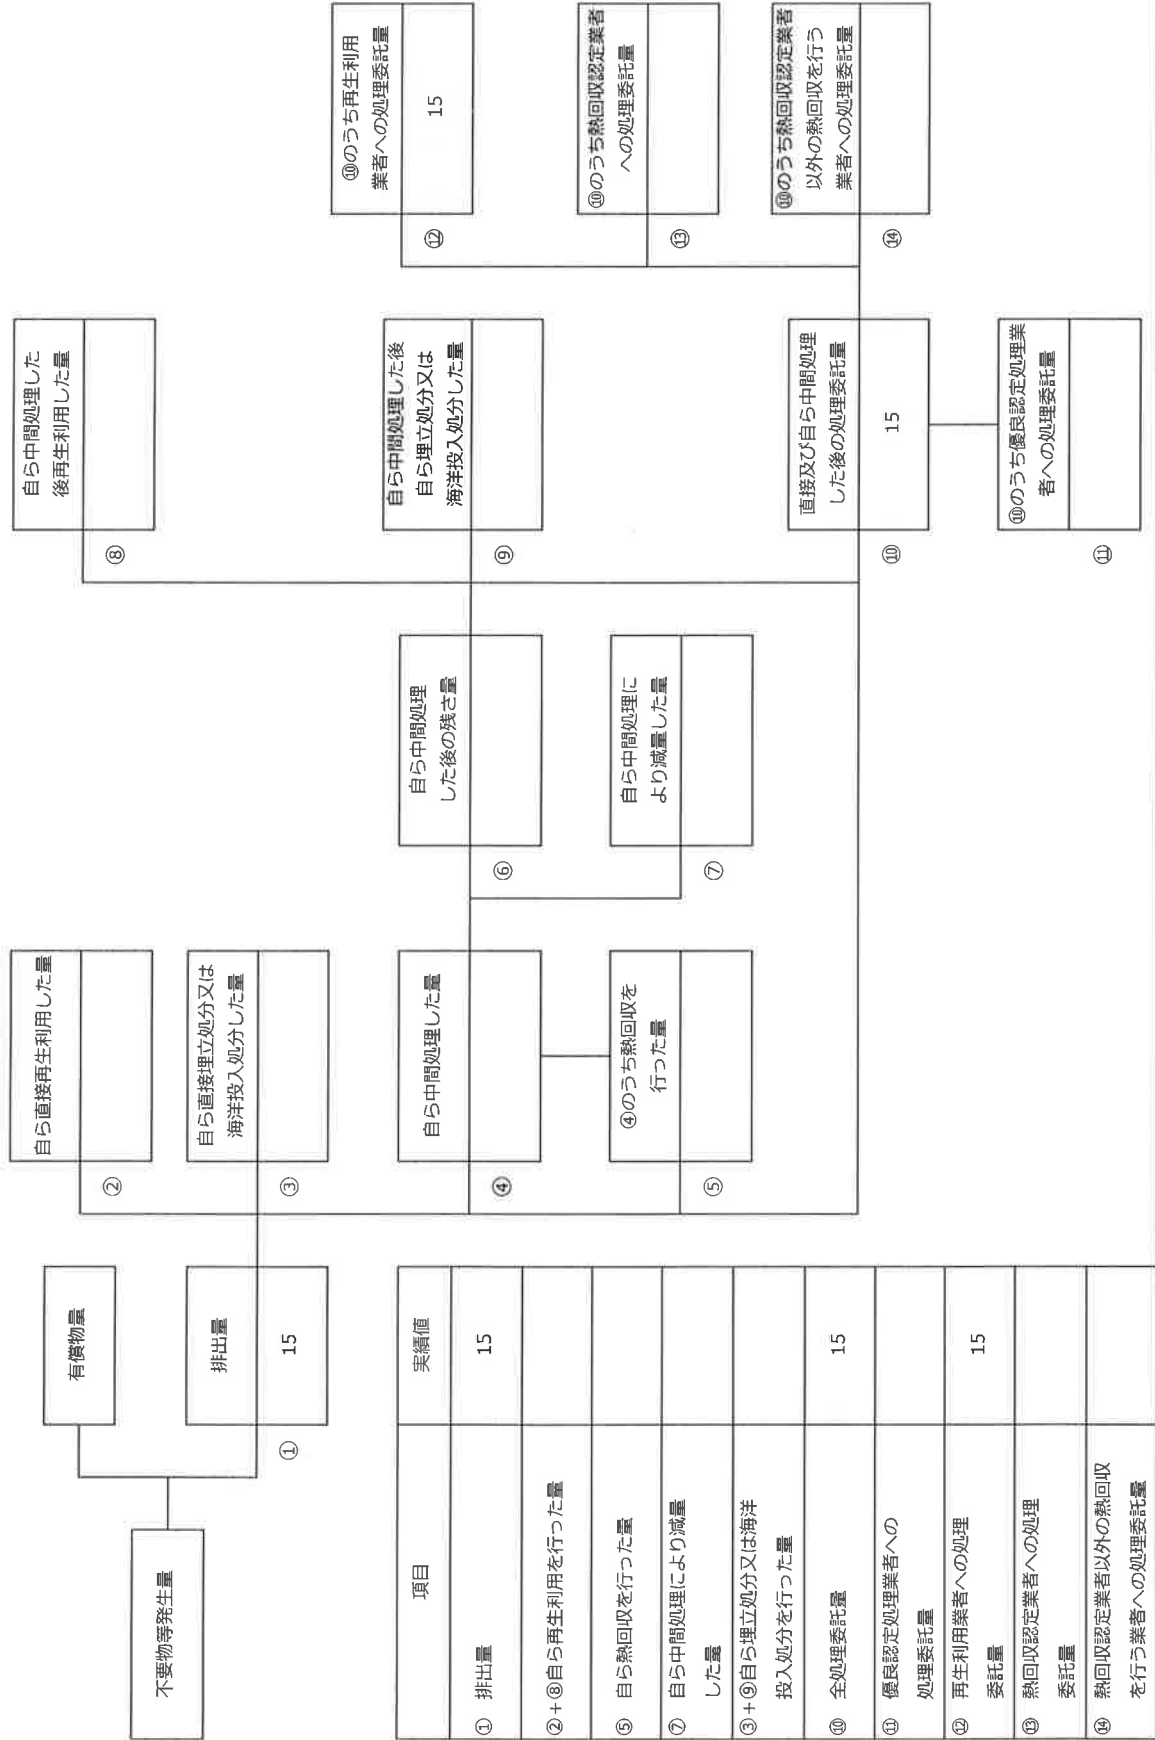 不要物等発生量
有償物量
排出量
15
①
自ら直接再生利用した量
②
自ら直接埋立処分又は
海洋投入処分した量
③
自ら中間処理した量
④
④のうち熱回収を
行った量
⑤
自ら中間処理
した後の残さ量
⑥
自ら中間処理に
より減量した量
⑦
自ら中間処理した
後再生利用した量
⑧
自ら中間処理した後
自ら埋立処分又は
海洋投入処分した量
⑨
直接及び自ら中間処理
した後の処理委託量
15
⑩
⑩のうち優良認定処理業
者への処理委託量
⑪
⑩のうち再生利用
業者への処理委託量
15
⑫
⑩のうち熱回収認定業者
への処理委託量
⑬
⑩のうち熱回収認定業者
以外の熱回収を行う
業者への処理委託量
⑭
項目 実績値
① 排出量 15
②+⑧自ら再生利用を行った量
⑤ 自ら熱回収を行った量
⑦ 自ら中間処理により減量
した量
③+⑨自ら埋立処分又は海洋
投入処分を行った量
⑩ 全処理委託量 15
⑪ 優良認定処理業者への
処理委託量
⑫ 再生利用業者への処理 15
委託量
⑬ 熱回収認定業者への処理
委託量
⑭ 熱回収認定業者以外の熱回収
を行う業者への処理委託量